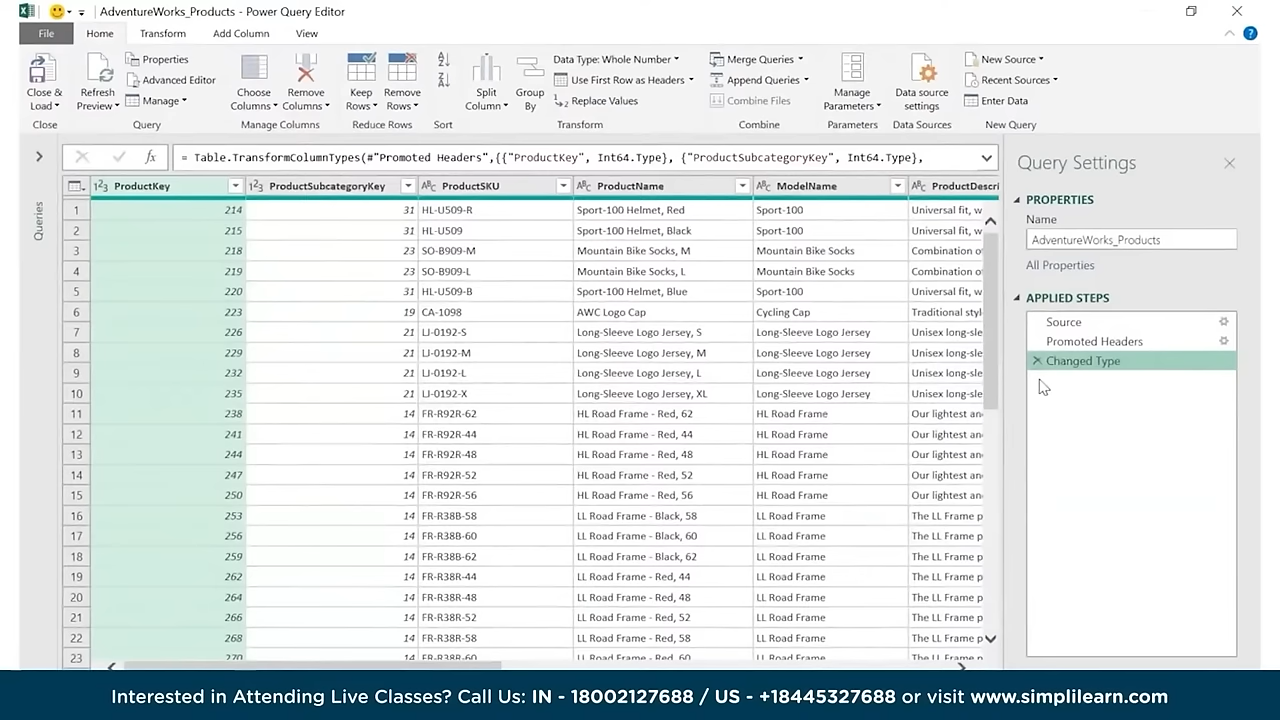 AdventureWorks_Products - Power Query Editor
File Home Transform Add Column View
Close & Load
Close
Refresh Preview
Properties
Advanced Editor
Manage
Query
Choose Columns
Remove Columns
Manage Columns
Keep Rows
Remove Rows
Reduce Rows
Sort
Split Column
Group By
Data Type: Whole Number
Use First Row as Headers
Replace Values
Transform
Merge Queries
Append Queries
Combine Files
Combine
Manage Parameters
Parameters
Data source settings
Data Sources
New Source
Recent Sources
Enter Data
New Query
fx = Table.TransformColumnTypes(#"Promoted Headers",{{"ProductKey", Int64.Type}, {"ProductSubcategoryKey", Int64.Type},
Queries
ProductKey ProductSubcategoryKey ProductSKU ProductName ModelName ProductDescri
1 214 31 HL-U509-R Sport-100 Helmet, Red Sport-100 Universal fit, w
2 215 31 HL-U509 Sport-100 Helmet, Black Sport-100 Universal fit, w
3 218 23 SO-B909-M Mountain Bike Socks, M Mountain Bike Socks Combination o
4 219 23 SO-B909-L Mountain Bike Socks, L Mountain Bike Socks Combination o
5 220 31 HL-U509-B Sport-100 Helmet, Blue Sport-100 Universal fit, w
6 223 19 CA-1098 AWC Logo Cap Cycling Cap Traditional styl
7 226 21 LJ-0192-S Long-Sleeve Logo Jersey, S Long-Sleeve Logo Jersey Unisex long-sle
8 229 21 LJ-0192-M Long-Sleeve Logo Jersey, M Long-Sleeve Logo Jersey Unisex long-sle
9 232 21 LJ-0192-L Long-Sleeve Logo Jersey, L Long-Sleeve Logo Jersey Unisex long-sle
10 235 21 LJ-0192-X Long-Sleeve Logo Jersey, XL Long-Sleeve Logo Jersey Unisex long-sle
11 238 14 FR-R92R-62 HL Road Frame - Red, 62 HL Road Frame Our lightest an
12 241 14 FR-R92R-44 HL Road Frame - Red, 44 HL Road Frame Our lightest an
13 244 14 FR-R92R-48 HL Road Frame - Red, 48 HL Road Frame Our lightest an
14 247 14 FR-R92R-52 HL Road Frame - Red, 52 HL Road Frame Our lightest an
15 250 14 FR-R92R-56 HL Road Frame - Red, 56 HL Road Frame Our lightest an
16 253 14 FR-R38B-58 LL Road Frame - Black, 58 LL Road Frame The LL Frame p
17 256 14 FR-R38B-60 LL Road Frame - Black, 60 LL Road Frame The LL Frame p
18 259 14 FR-R38B-62 LL Road Frame - Black, 62 LL Road Frame The LL Frame p
19 262 14 FR-R38R-44 LL Road Frame - Red, 44 LL Road Frame The LL Frame p
20 264 14 FR-R38R-48 LL Road Frame - Red, 48 LL Road Frame The LL Frame p
21 266 14 FR-R38R-52 LL Road Frame - Red, 52 LL Road Frame The LL Frame p
22 268 14 FR-R38R-58 LL Road Frame - Red, 58 LL Road Frame The LL Frame p
23 270 14 FR-R38R-60 LL Road Frame - Red, 60 LL Road Frame The LL Frame p
Query Settings
PROPERTIES
Name
AdventureWorks_Products
All Properties
APPLIED STEPS
Source
Promoted Headers
Changed Type
Interested in Attending Live Classes? Call Us: IN - 18002127688 / US - +18445327688 or visit www.simplilearn.com